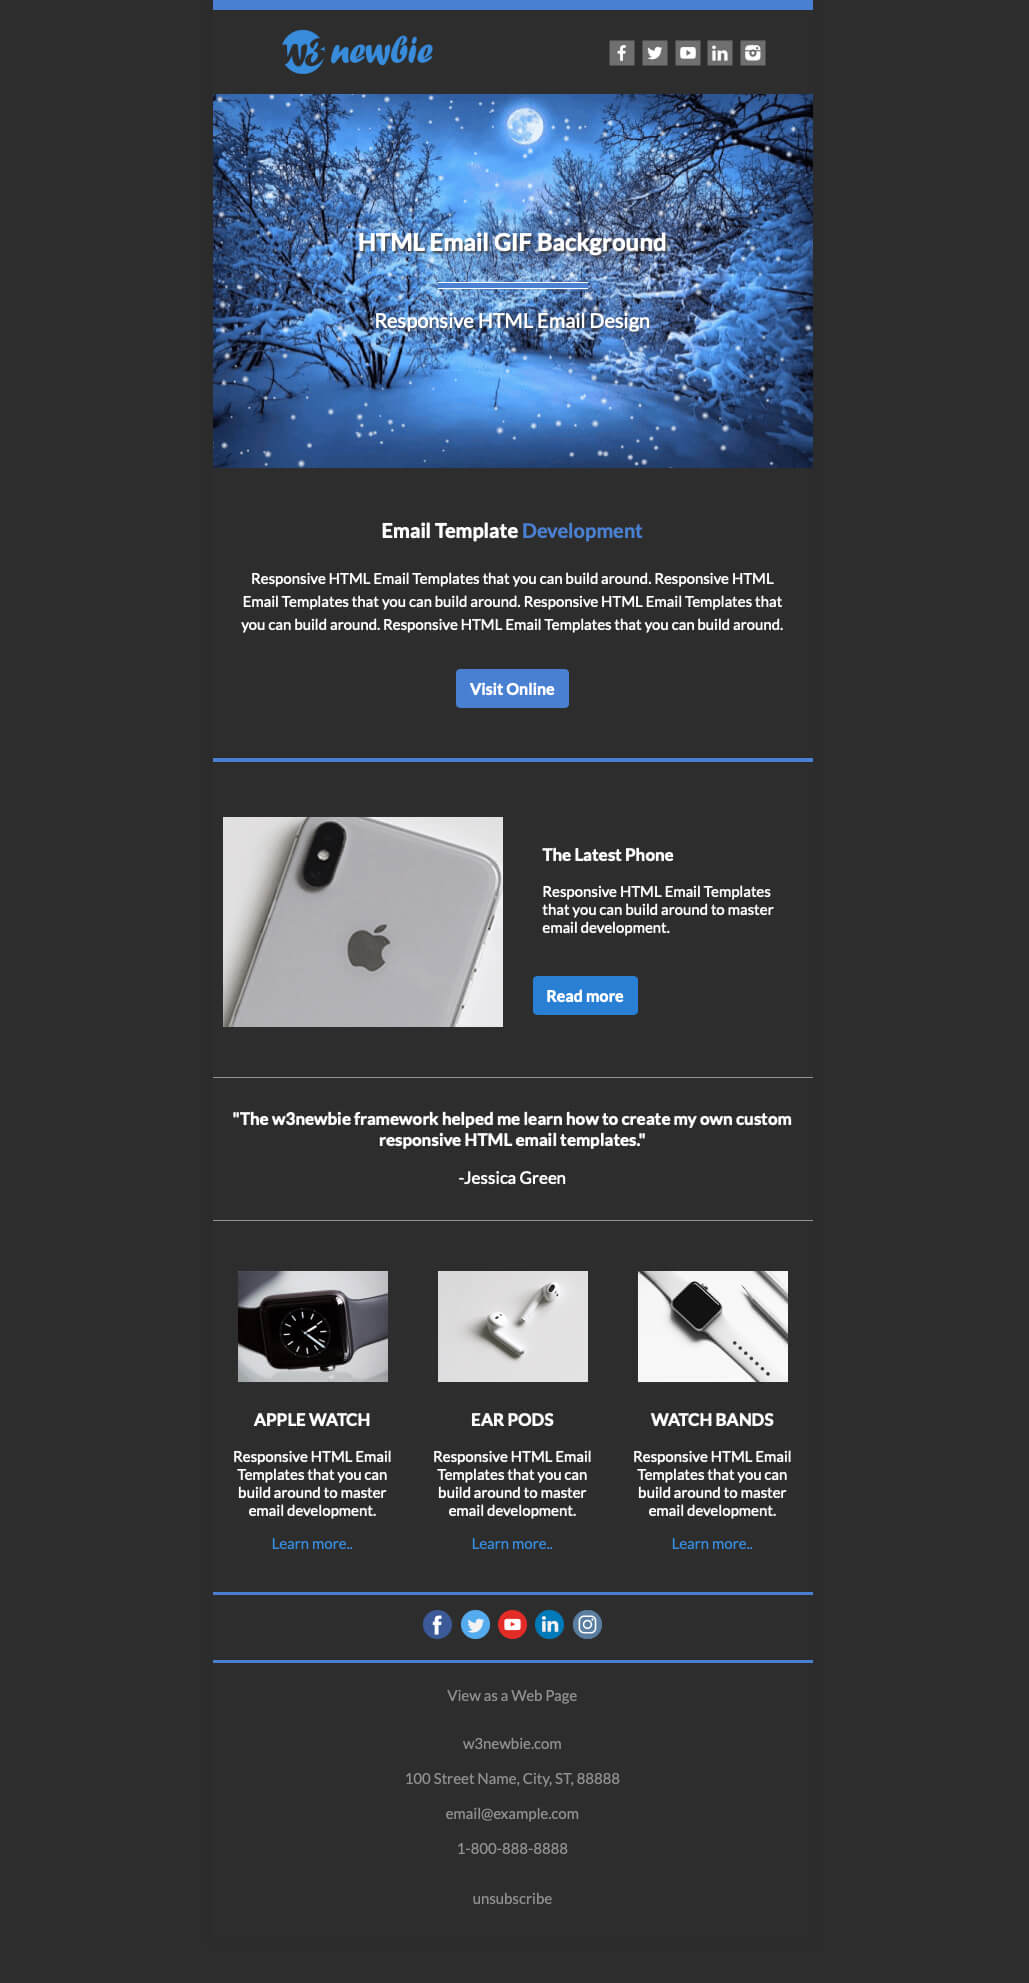 W3 newbie
HTML Email GIF Background
Responsive HTML Email Design
Email Template Development
Responsive HTML Email Templates that you can build around. Responsive HTML
Email Templates that you can build around. Responsive HTML Email Templates that
you can build around. Responsive HTML Email Templates that you can build around.
Visit Online
The Latest Phone
Responsive HTML Email Templates
that you can build around to master
email development.
Read more
"The w3newbie framework helped me learn how to create my own custom
responsive HTML email templates."
-Jessica Green
APPLE WATCH
Responsive HTML Email
Templates that you can
build around to master
email development.
Learn more..
EAR PODS
Responsive HTML Email
Templates that you can
build around to master
email development.
Learn more..
WATCH BANDS
Responsive HTML Email
Templates that you can
build around to master
email development.
Learn more..
View as a Web Page
w3newbie.com
100 Street Name, City, ST, 88888
email@example.com
1-800-888-8888
unsubscribe